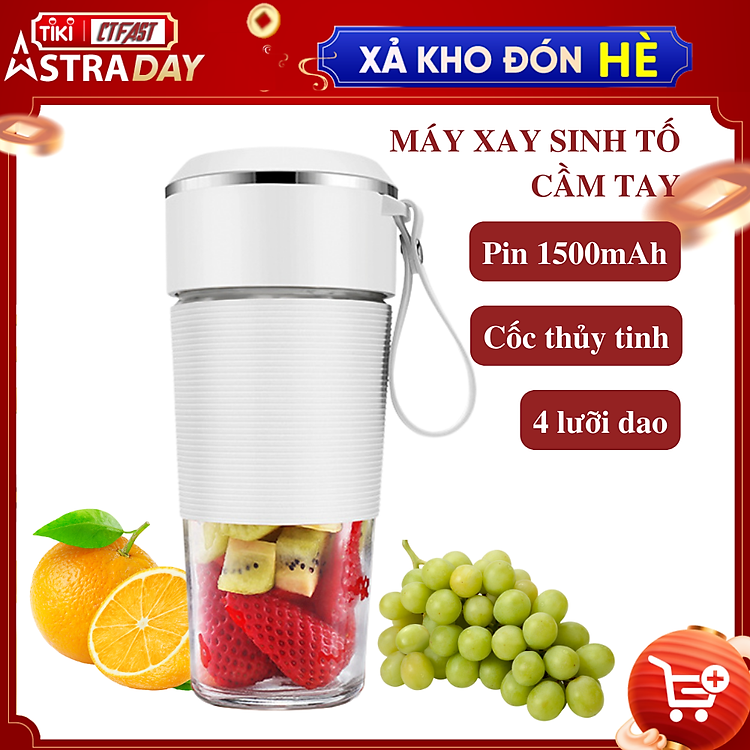 TIKI CTFAST
ASTRADAY
XẢ KHO ĐÓN HÈ
MÁY XAY SINH TỐ
CẦM TAY
Pin 1500mAh
Cốc thủy tinh
4 lưỡi dao